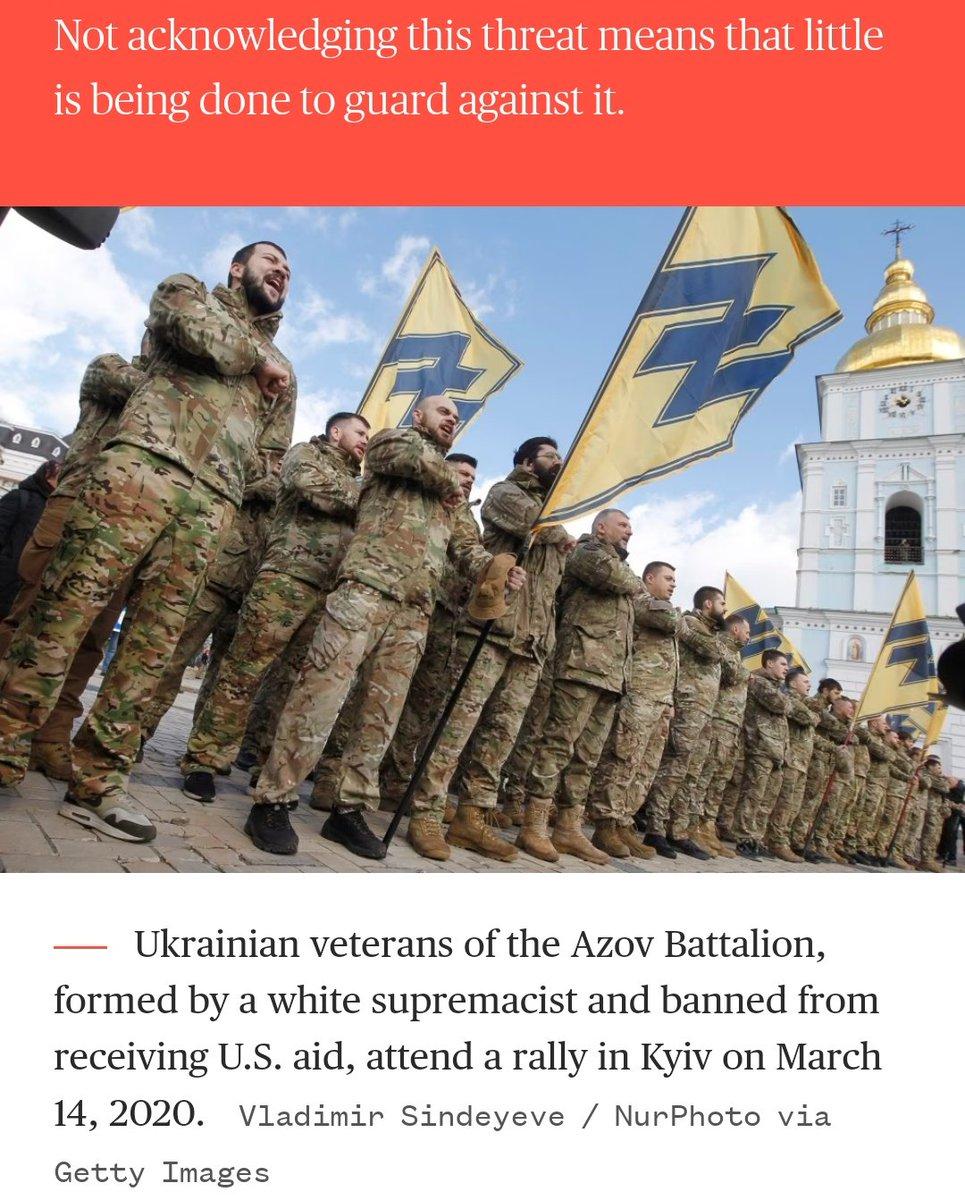 Not acknowledging this threat means that little
is being done to guard against it.
Ukrainian veterans of the Azov Battalion,
formed by a white supremacist and banned from
receiving U.S. aid, attend a rally in Kyiv on March
14, 2020. Vladimir Sindeyeve / NurPhoto via
Getty Images